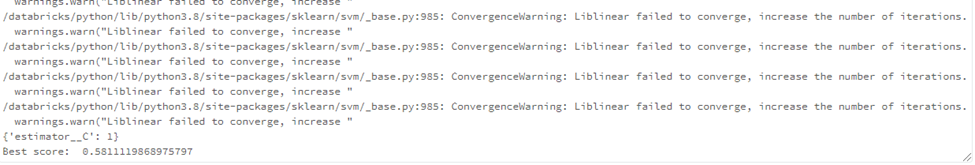 warnings.warn("Liblinear failed to converge, increase "
/databricks/python/lib/python3.8/site-packages/sklearn/svm/_base.py:985: ConvergenceWarning: Liblinear failed to converge, increase the number of iterations.
warnings.warn("Liblinear failed to converge, increase "
/databricks/python/lib/python3.8/site-packages/sklearn/svm/_base.py:985: ConvergenceWarning: Liblinear failed to converge, increase the number of iterations.
warnings.warn("Liblinear failed to converge, increase "
/databricks/python/lib/python3.8/site-packages/sklearn/svm/_base.py:985: ConvergenceWarning: Liblinear failed to converge, increase the number of iterations.
warnings.warn("Liblinear failed to converge, increase "
/databricks/python/lib/python3.8/site-packages/sklearn/svm/_base.py:985: ConvergenceWarning: Liblinear failed to converge, increase the number of iterations.
warnings.warn("Liblinear failed to converge, increase "
{'estimator__C': 1}
Best score:  0.5811119868975797